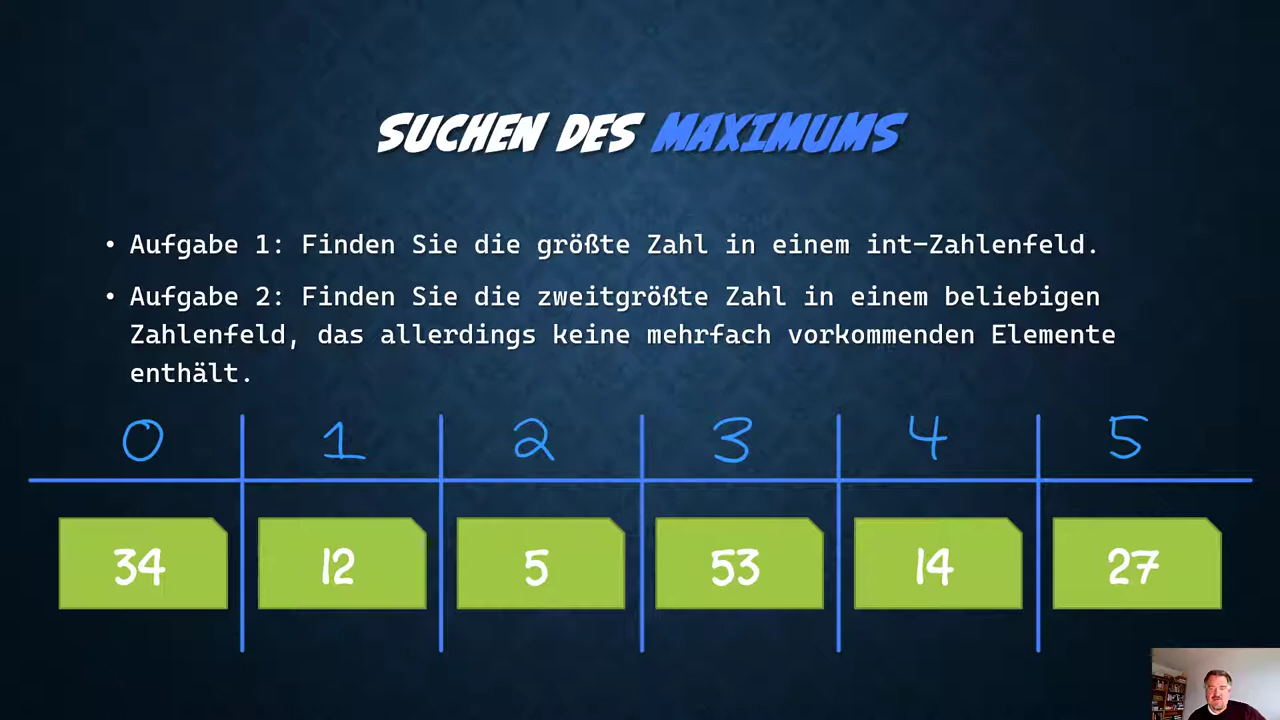 SUCHEN DES MAXIMUMS
• Aufgabe 1: Finden Sie die größte Zahl in einem int-Zahlenfeld.
• Aufgabe 2: Finden Sie die zweitgrößte Zahl in einem beliebigen
Zahlenfeld, das allerdings keine mehrfach vorkommenden Elemente
enthält.
0 1 2 3 4 5
34 12 5 53 14 27